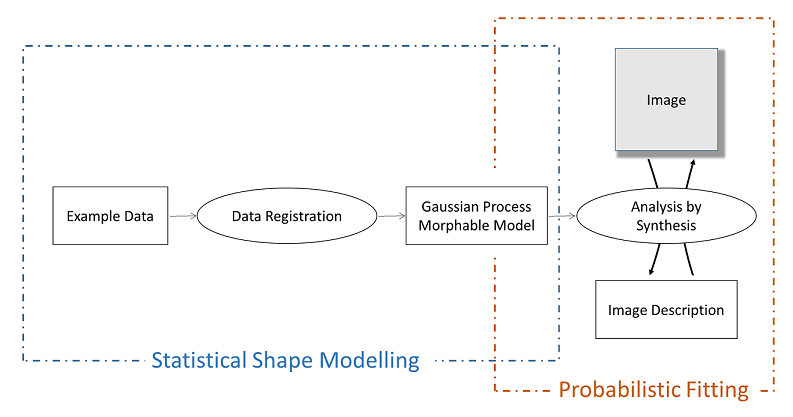 Image
Example Data
Data Registration
Gaussian Process
Morphable Model
Analysis by
Synthesis
Image Description
Statistical Shape Modelling
Probabilistic Fitting